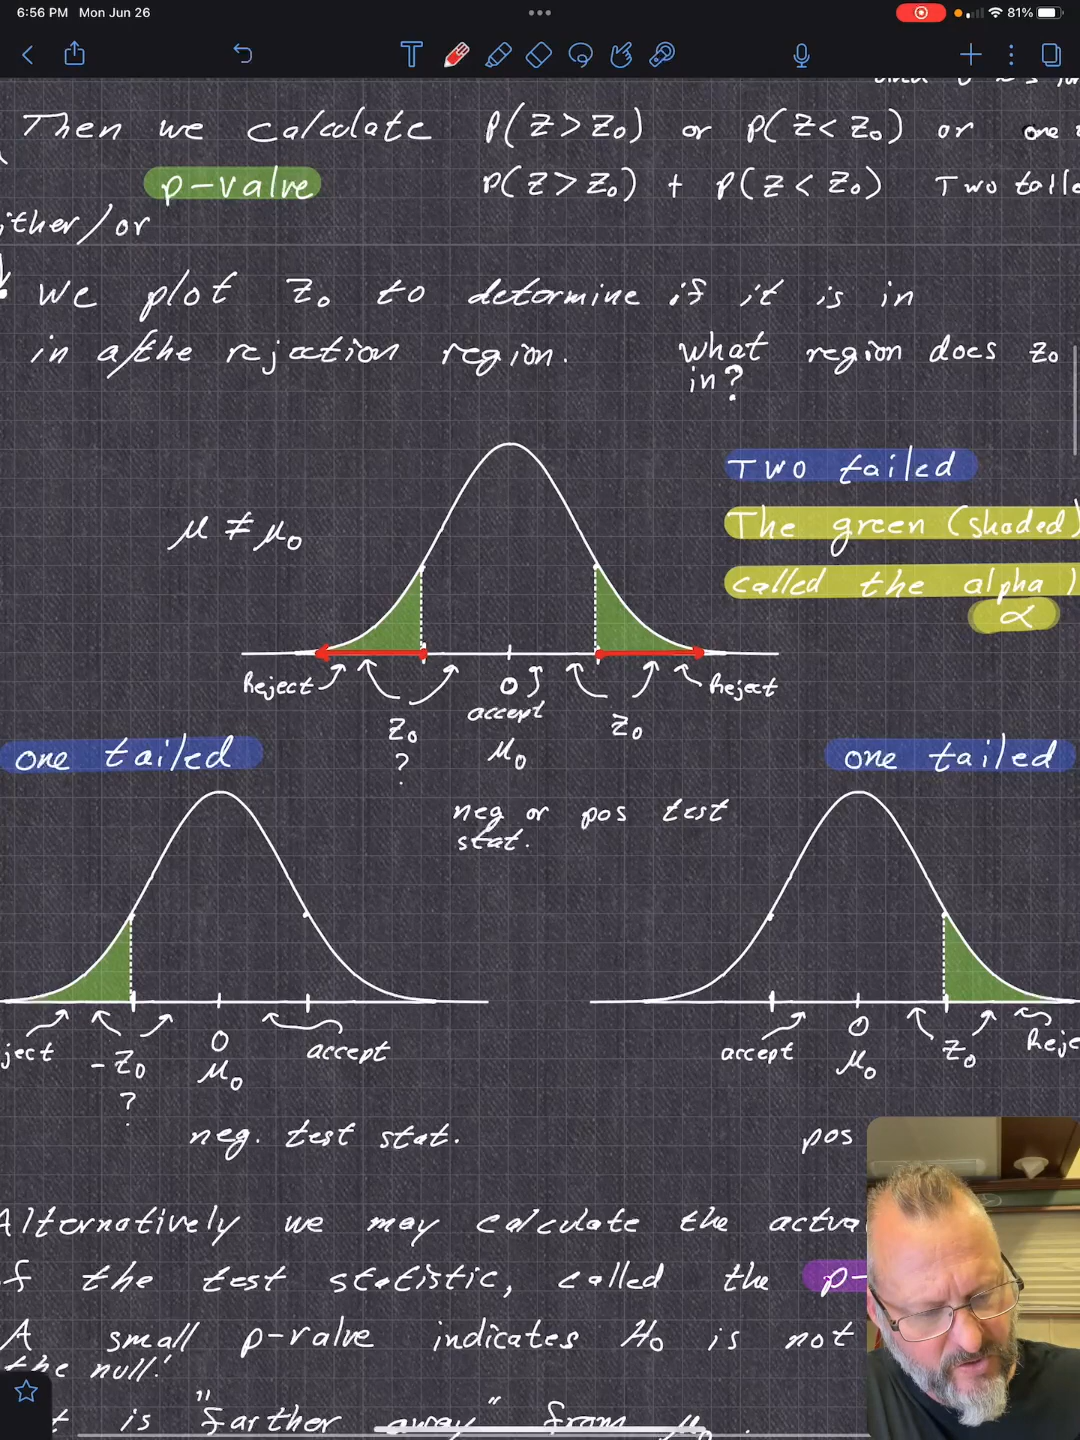 6:56 PM Mon Jun 26
81%
Then we calculate P(Z>Z₀) or P(Z<Z₀) or one
p-value P(Z>Z₀) + P(Z<Z₀) Two taile
ither/or
We plot Z₀ to determine if it is in
in a/the rejection region. what region does Z₀
in?
Two tailed
μ ≠ μ₀
The green (shaded)
called the alpha
α
Reject Z₀ ? 0 accept μ₀ Z₀ Reject
one tailed
one tailed
neg or pos test
stat.
ject -Z₀ ? 0 μ₀ accept
accept 0 μ₀ Z₀ Reje
neg. test stat.
pos
Alternatively we may calculate the actua
f the test statistic, called the p-
A small p-value indicates H₀ is not
the null!
t is "farther away" from μ₀.